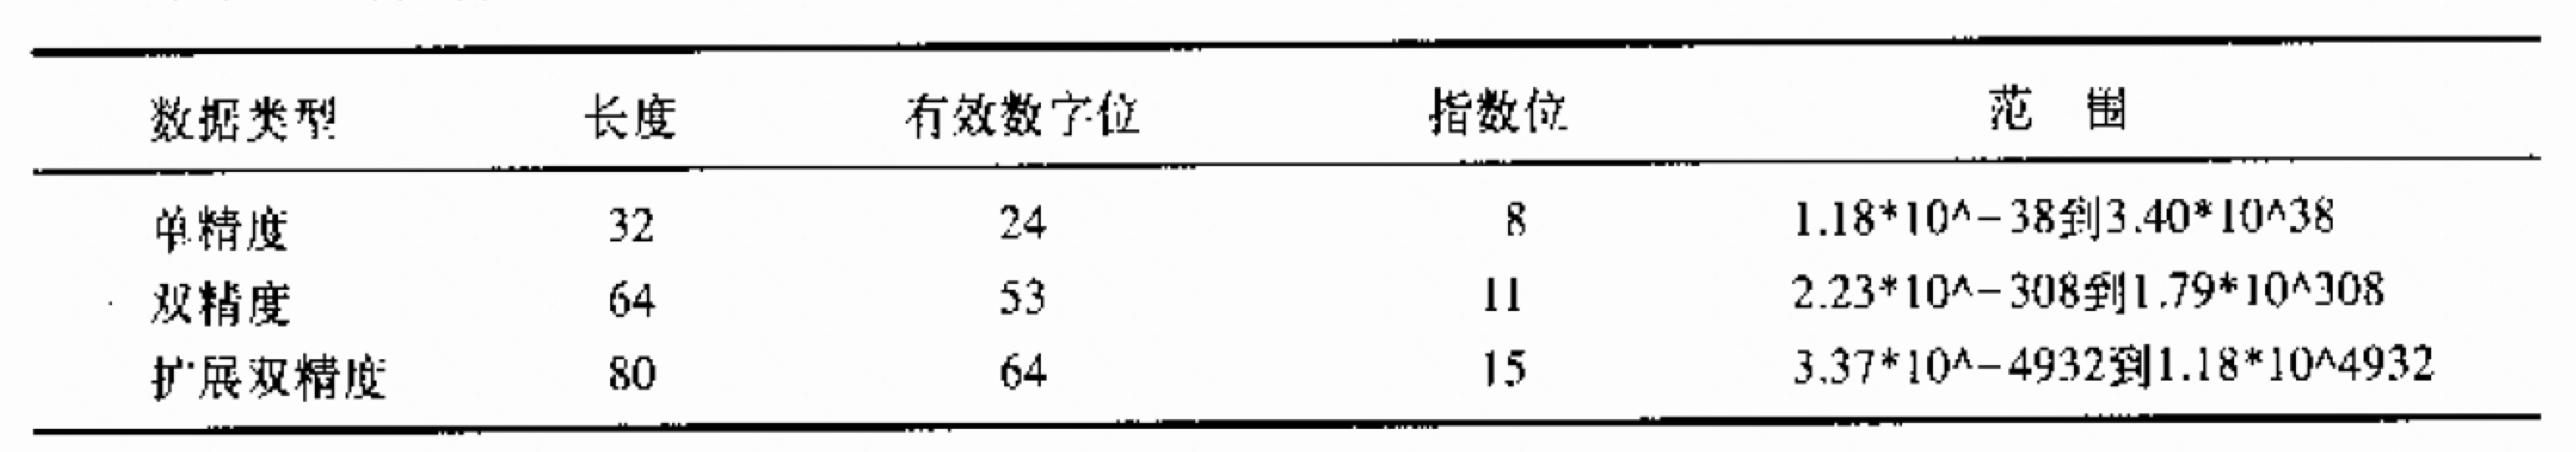 数据类型 长度 有效数字位 指数位 范 围
单精度 32 24 8 1.18*10^-38到3.40*10^38
双精度 64 53 11 2.23*10^-308到1.79*10^308
扩展双精度 80 64 15 3.37*10^-4932到1.18*10^4932